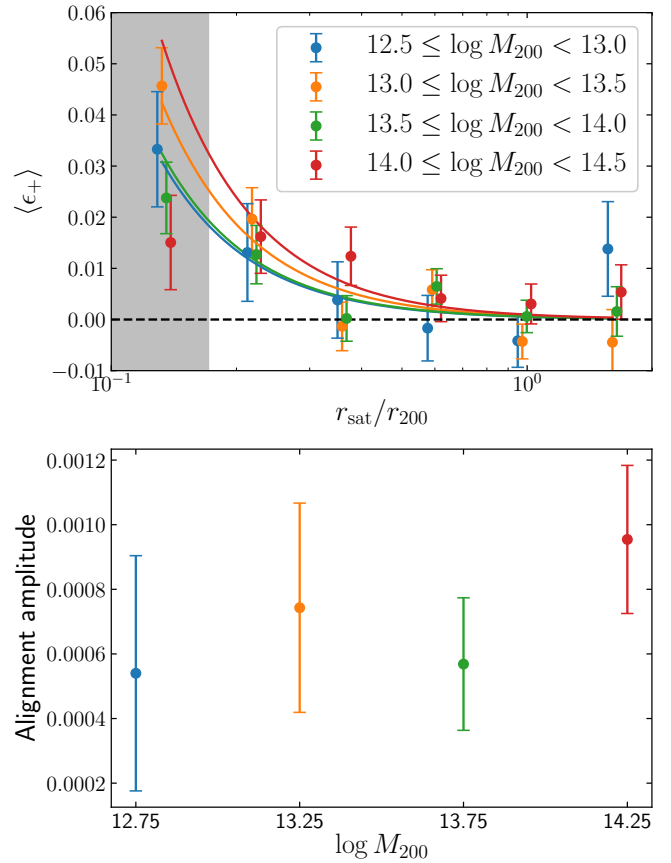 0.06
0.05
0.04
0.03
0.02
0.01
0.00
−0.01
⟨ϵ₊⟩
12.5 ≤ log M₂₀₀ < 13.0
13.0 ≤ log M₂₀₀ < 13.5
13.5 ≤ log M₂₀₀ < 14.0
14.0 ≤ log M₂₀₀ < 14.5
10⁻¹ 10⁰
r_sat/r₂₀₀
0.0012
0.0010
0.0008
0.0006
0.0004
0.0002
Alignment amplitude
12.75 13.25 13.75 14.25
log M₂₀₀